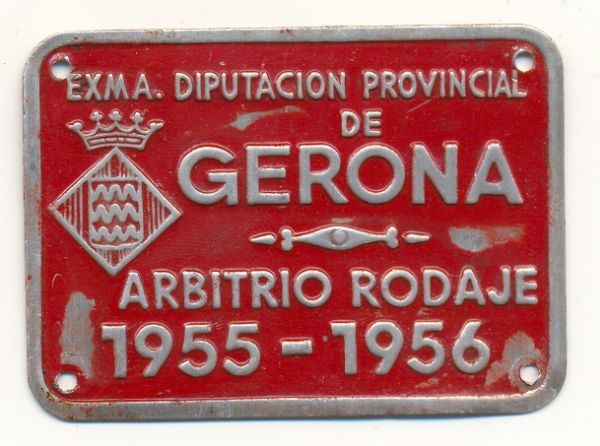 EXMA. DIPUTACION PROVINCIAL
DE
GERONA
ARBITRIO RODAJE
1955-1956